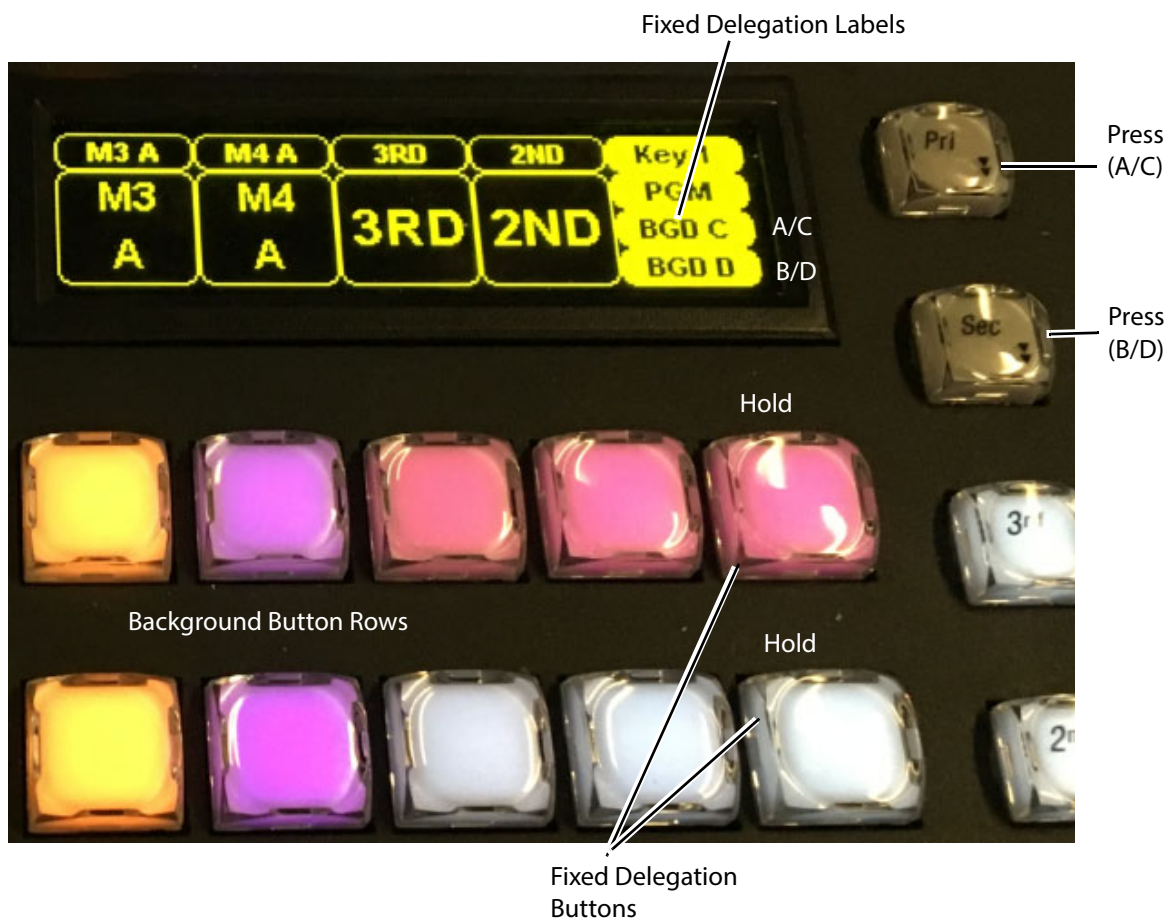 Fixed Delegation Labels
M3 A M4 A 3RD 2ND Key 1
M3 A
M4 A
3RD
2ND
PGM
BGD C
BGD D
A/C
B/D
Pri
Press
(A/C)
Sec
Press
(B/D)
Hold
3rd
Background Button Rows
Hold
Fixed Delegation
Buttons